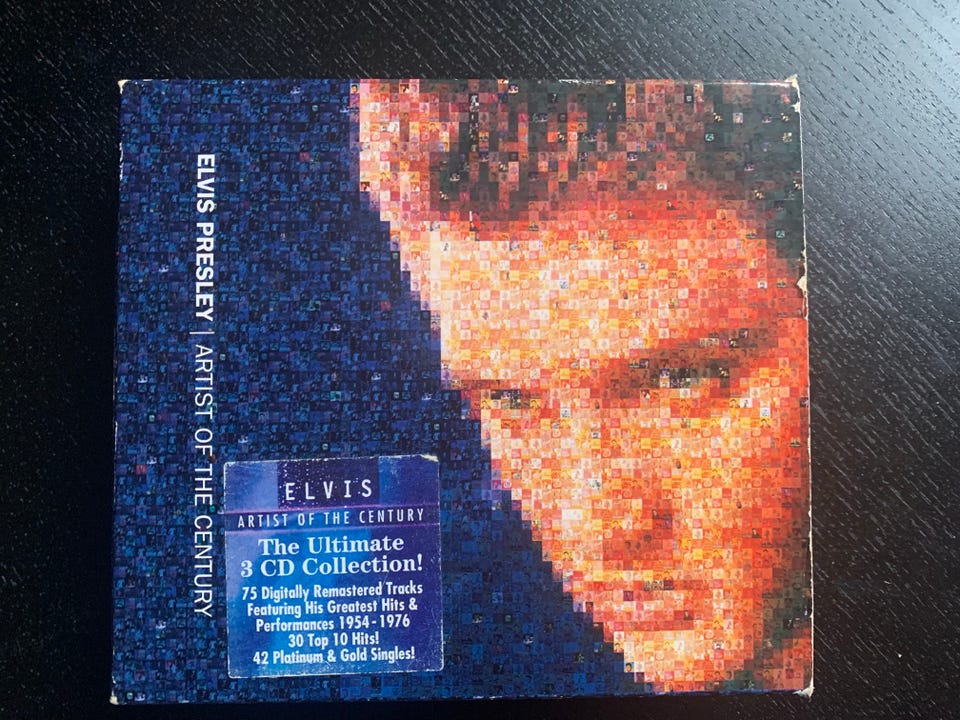 ELVIS PRESLEY | ARTIST OF THE CENTURY
ELVIS
ARTIST OF THE CENTURY
The Ultimate
3 CD Collection!
75 Digitally Remastered Tracks
Featuring His Greatest Hits &
Performances 1954-1976
30 Top 10 Hits!
42 Platinum & Gold Singles!